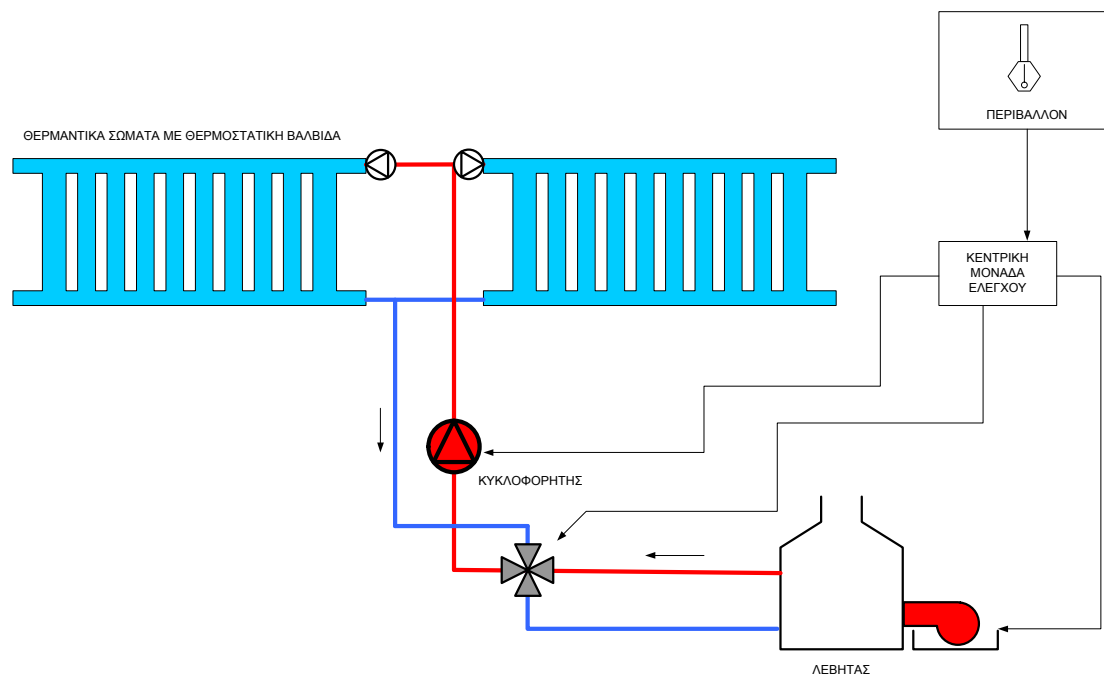 ΠΕΡΙΒΑΛΛΟΝ
ΘΕΡΜΑΝΤΙΚΑ ΣΩΜΑΤΑ ΜΕ ΘΕΡΜΟΣΤΑΤΙΚΗ ΒΑΛΒΙΔΑ
ΚΕΝΤΡΙΚΗ
ΜΟΝΑΔΑ
ΕΛΕΓΧΟΥ
ΚΥΚΛΟΦΟΡΗΤΗΣ
ΛΕΒΗΤΑΣ